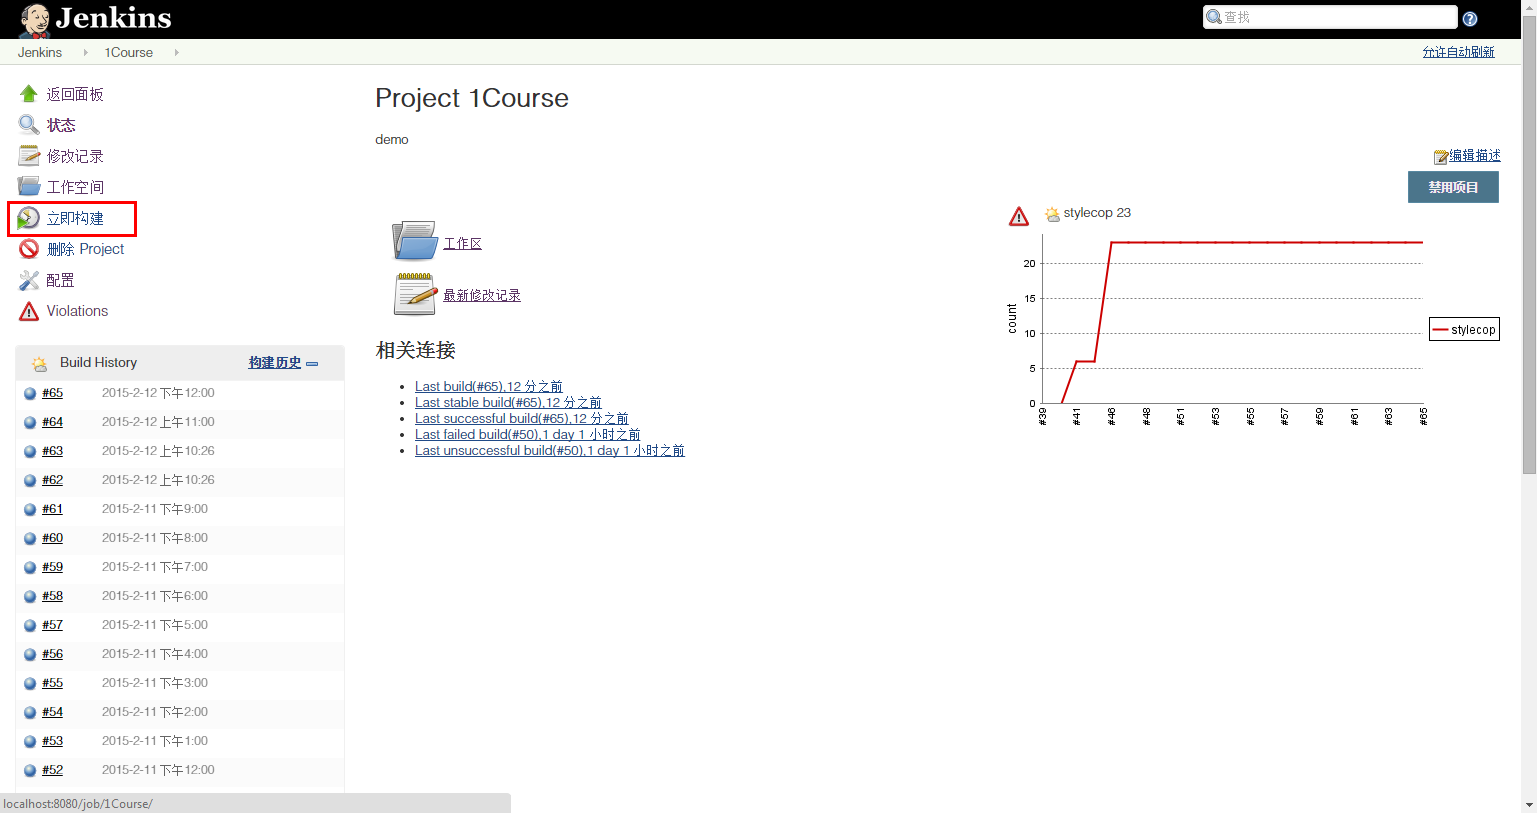 Jenkins
查找
Jenkins
1Course
允许自动刷新
返回面板
状态
修改记录
工作空间
立即构建
删除 Project
配置
Violations
Build History
构建历史
#65 2015-2-12 下午12:00
#64 2015-2-12 上午11:00
#63 2015-2-12 上午10:26
#62 2015-2-12 上午10:26
#61 2015-2-11 下午9:00
#60 2015-2-11 下午8:00
#59 2015-2-11 下午7:00
#58 2015-2-11 下午6:00
#57 2015-2-11 下午5:00
#56 2015-2-11 下午4:00
#55 2015-2-11 下午3:00
#54 2015-2-11 下午2:00
#53 2015-2-11 下午1:00
#52 2015-2-11 下午12:00
localhost:8080/job/1Course/
Project 1Course
demo
编辑描述
禁用项目
工作区
最新修改记录
相关连接
Last build(#65),12 分之前
Last stable build(#65),12 分之前
Last successful build(#65),12 分之前
Last failed build(#50),1 day 1 小时之前
Last unsuccessful build(#50),1 day 1 小时之前
stylecop 23
count
20
15
10
5
0
#39 #41 #46 #48 #51 #53 #55 #57 #59 #61 #63 #65
stylecop